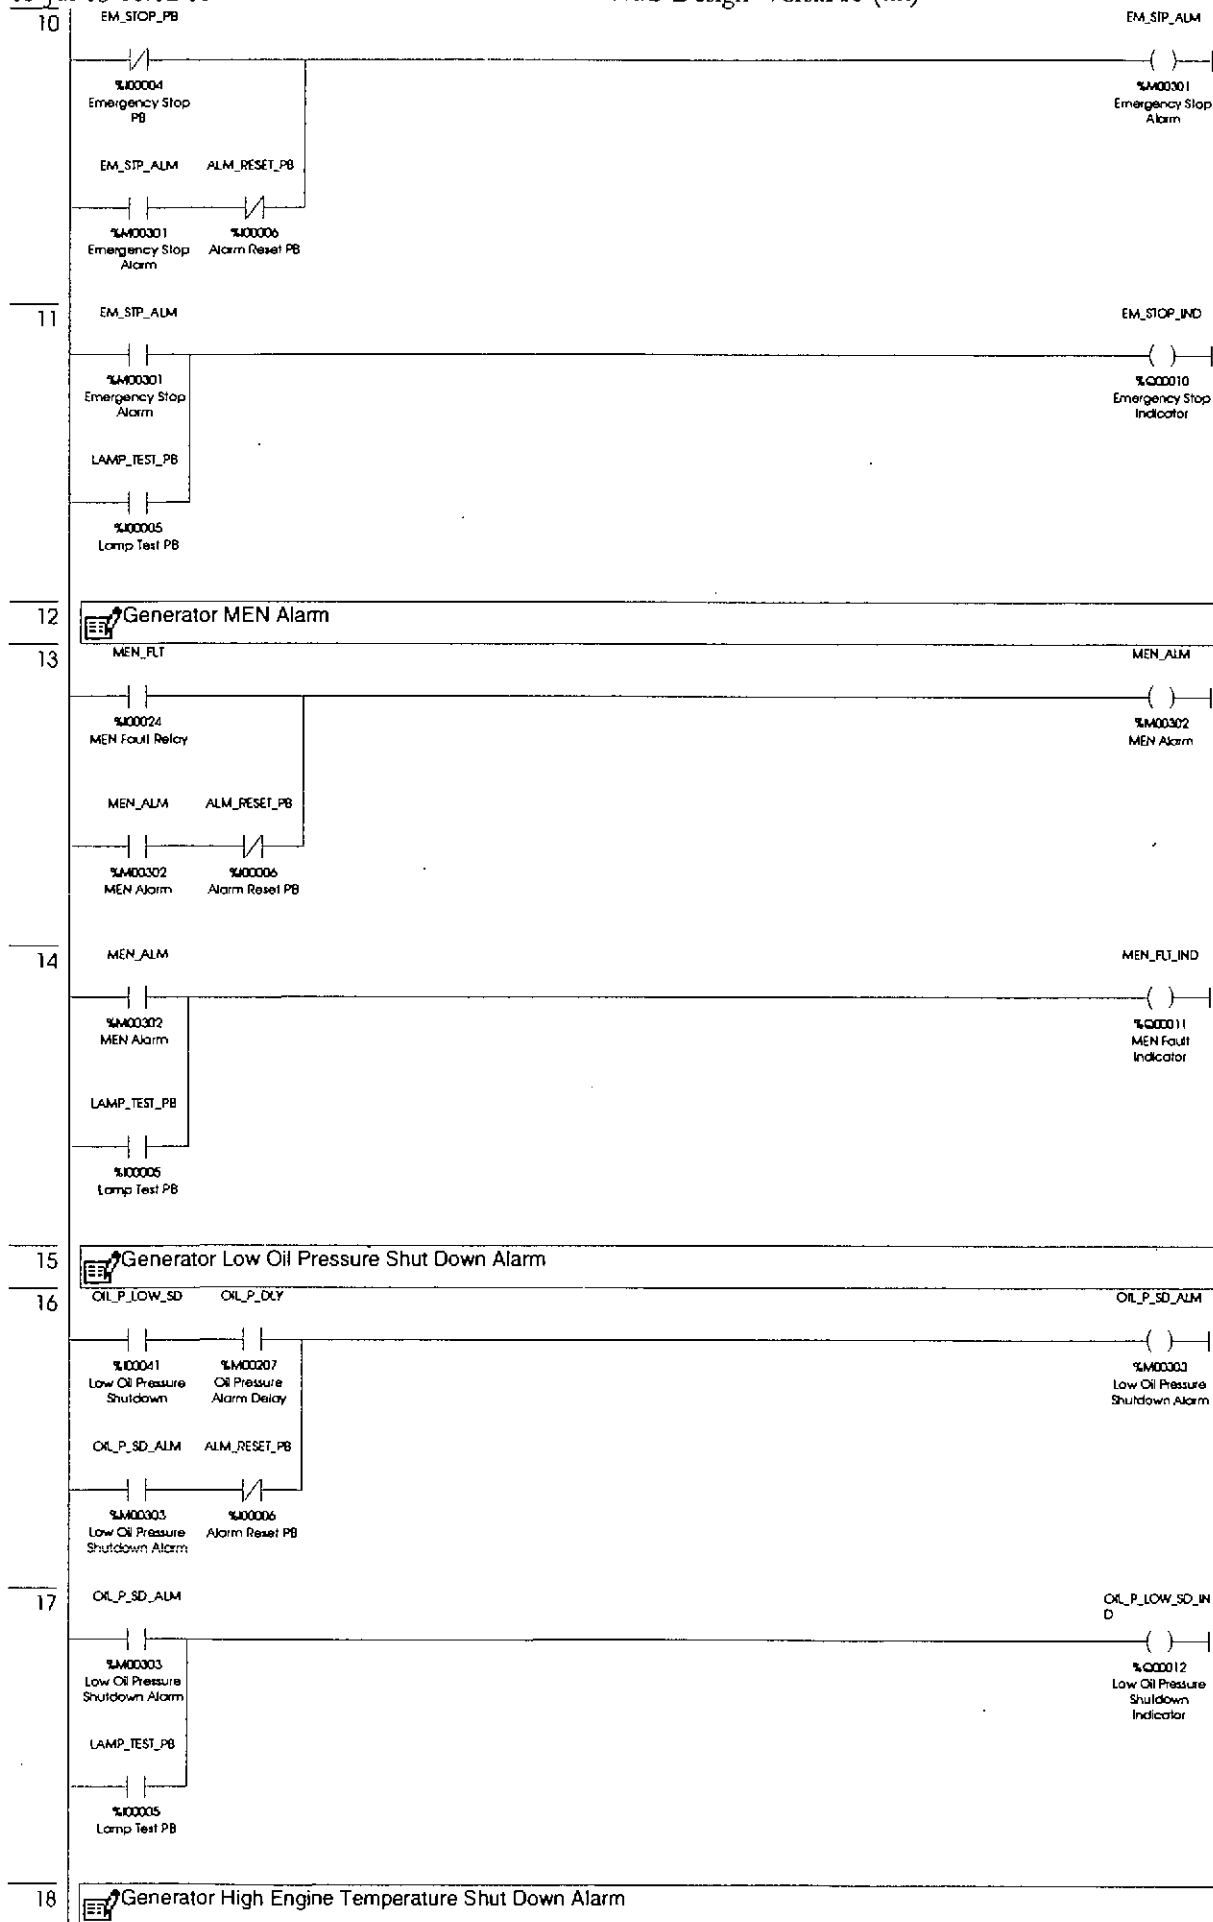 10
EM_STOP_PB
EM_STP_ALM
%I00004
Emergency Stop
PB
%M00301
Emergency Stop
Alarm
EM_STP_ALM ALM_RESET_PB
%M00301 %I00006
Emergency Stop Alarm Reset PB
Alarm
11
EM_STP_ALM
EM_STOP_IND
%M00301
Emergency Stop
Alarm
%Q00010
Emergency Stop
Indicator
LAMP_TEST_PB
%I00005
Lamp Test PB
12
Generator MEN Alarm
13
MEN_FLT
MEN_ALM
%I00024
MEN Fault Relay
%M00302
MEN Alarm
MEN_ALM ALM_RESET_PB
%M00302 %I00006
MEN Alarm Alarm Reset PB
14
MEN_ALM
MEN_FLT_IND
%M00302
MEN Alarm
%Q00011
MEN Fault
Indicator
LAMP_TEST_PB
%I00005
Lamp Test PB
15
Generator Low Oil Pressure Shut Down Alarm
16
OIL_P_LOW_SD OIL_P_DLY
OIL_P_SD_ALM
%I00041 %M00207
Low Oil Pressure Oil Pressure
Shutdown Alarm Delay
%M00303
Low Oil Pressure
Shutdown Alarm
OIL_P_SD_ALM ALM_RESET_PB
%M00303 %I00006
Low Oil Pressure Alarm Reset PB
Shutdown Alarm
17
OIL_P_SD_ALM
OIL_P_LOW_SD_IN
D
%M00303
Low Oil Pressure
Shutdown Alarm
%Q00012
Low Oil Pressure
Shutdown
Indicator
LAMP_TEST_PB
%I00005
Lamp Test PB
18
Generator High Engine Temperature Shut Down Alarm